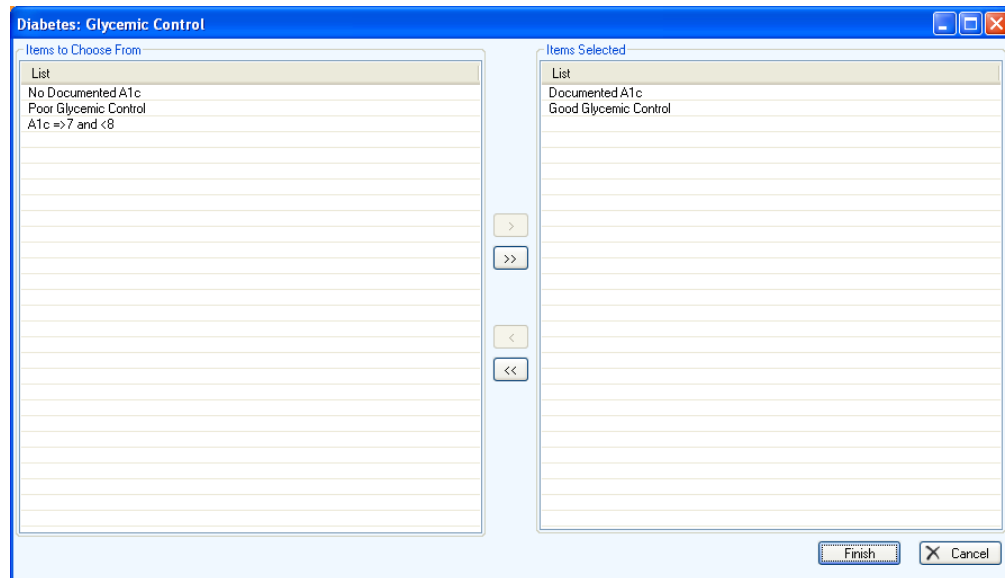 Diabetes: Glycemic Control
Items to Choose From
List
No Documented A1c
Poor Glycemic Control
A1c =>7 and <8
>
>>
<
<<
Items Selected
List
Documented A1c
Good Glycemic Control
Finish
Cancel